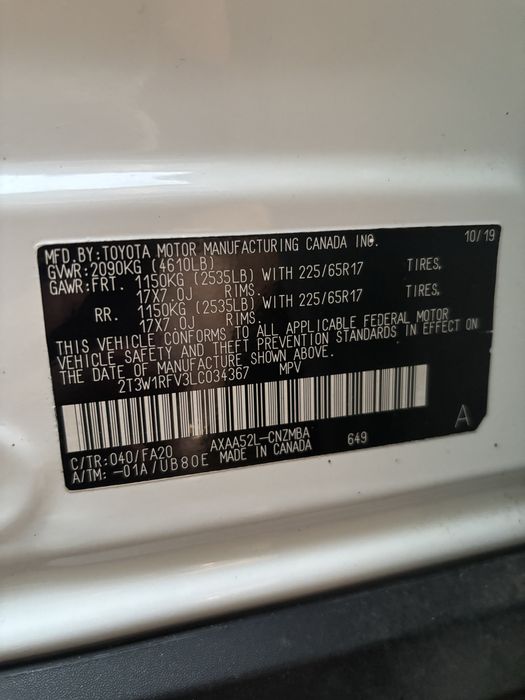 MFD.BY:TOYOTA MOTOR MANUFACTURING CANADA INC. 10/19
GVWR:2090KG (4610LB)
GAWR:FRT. 1150KG (2535LB) WITH 225/65R17 TIRES,
17X7.0J RIMS.
RR. 1150KG (2535LB) WITH 225/65R17 TIRES,
17X7.0J RIMS
THIS VEHICLE CONFORMS TO ALL APPLICABLE FEDERAL MOTOR
VEHICLE SAFETY AND THEFT PREVENTION STANDARDS IN EFFECT ON
THE DATE OF MANUFACTURE SHOWN ABOVE.
2T3W1RFV3LC034367 MPV
A
C/TR:040/FA20 AXAA52L-CNZMBA 649
A/TM:-01A/UB80E MADE IN CANADA